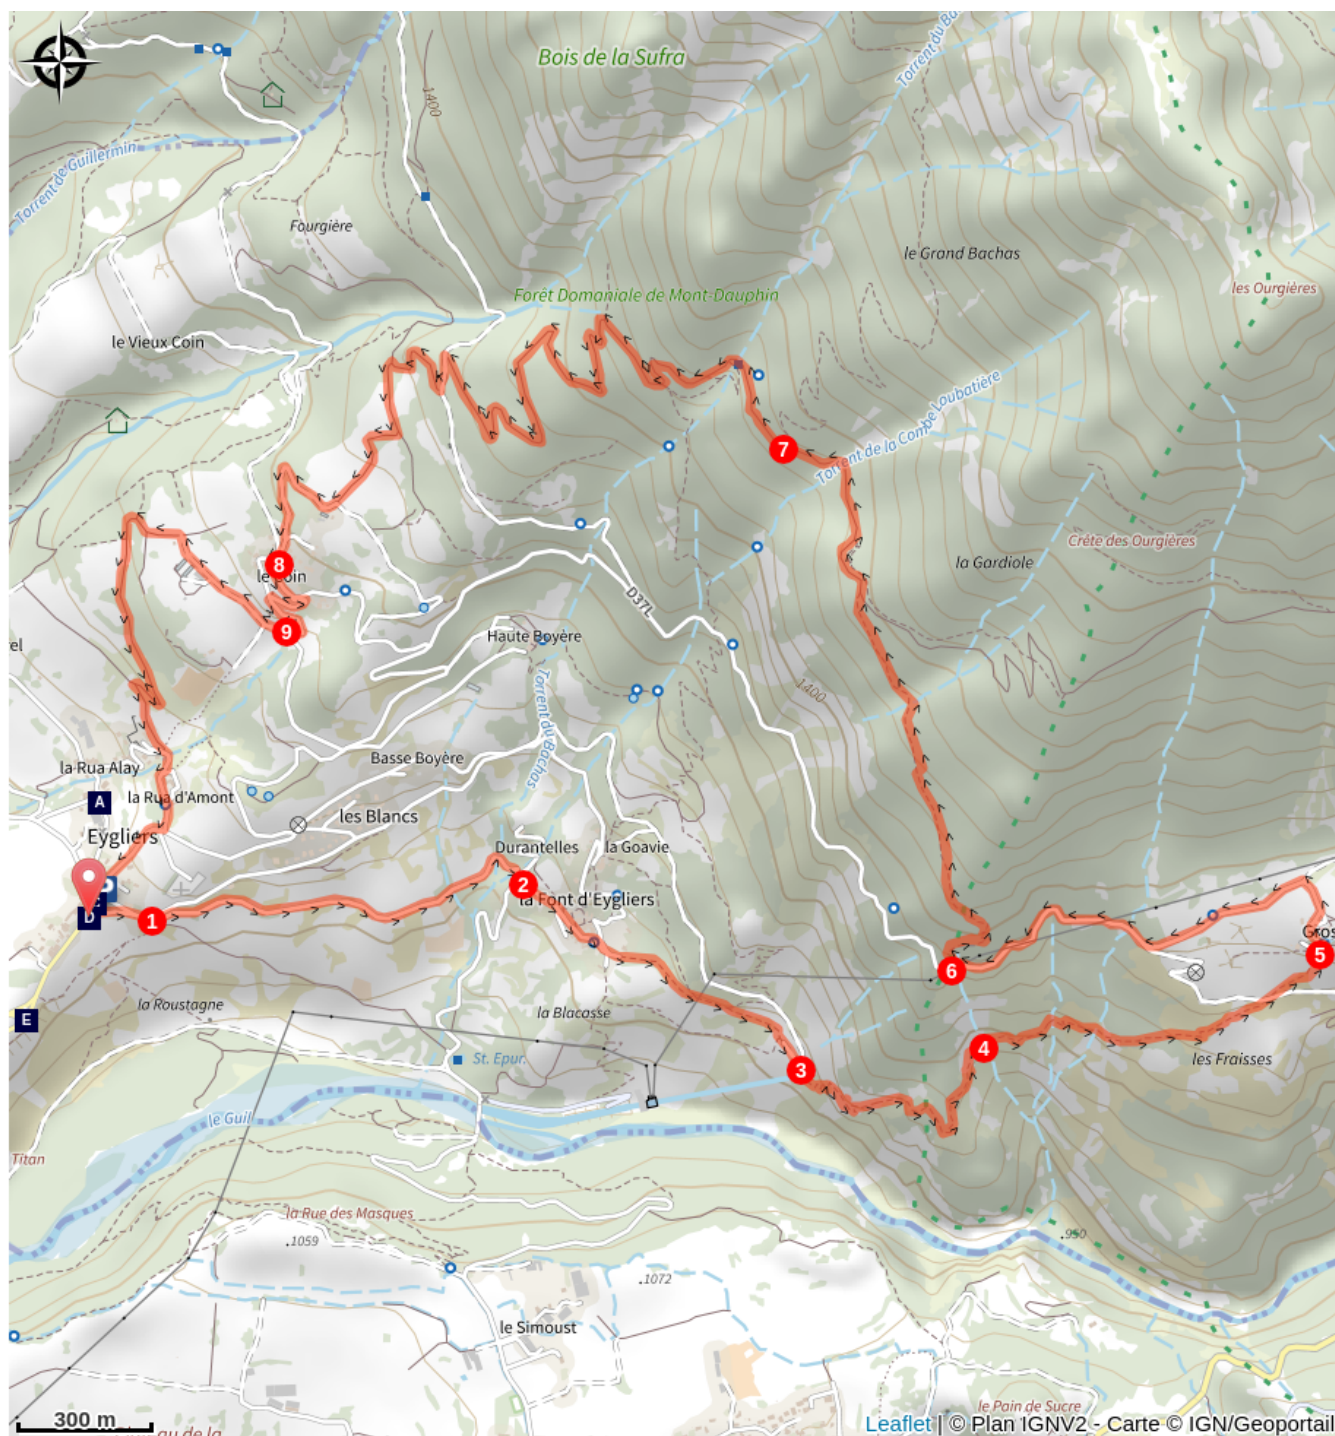 Bois de la Sufra
Torrent du Ba
1400
Torrent de Guillermin
Fourgière
le Grand Bachas
les Ourgières
Forêt Domaniale de Mont-Dauphin
le Vieux Coin
Torrent de la Combe Loubatière
7
Crête des Ourgières
la Gardiole
8
le Coin
D37L
9
Haute Boyère
rel
1400
Torrent du Bachas
Basse Boyère
la Rua Alay
A
la Rua d'Amont
les Blancs
Eygliers
Durantelles
la Goavie
P
2
la Font d'Eygliers
D
1
Gros
5
6
la Roustagne
la Blacasse
E
4
les Fraisses
St. Epur.
3
le Guil
Titan
la Rue des Masques
.1059
.950
.1072
le Simoust
le Pain de Sucre
300 m
au de la
Leaflet | © Plan IGNV2 - Carte © IGN/Geoportail